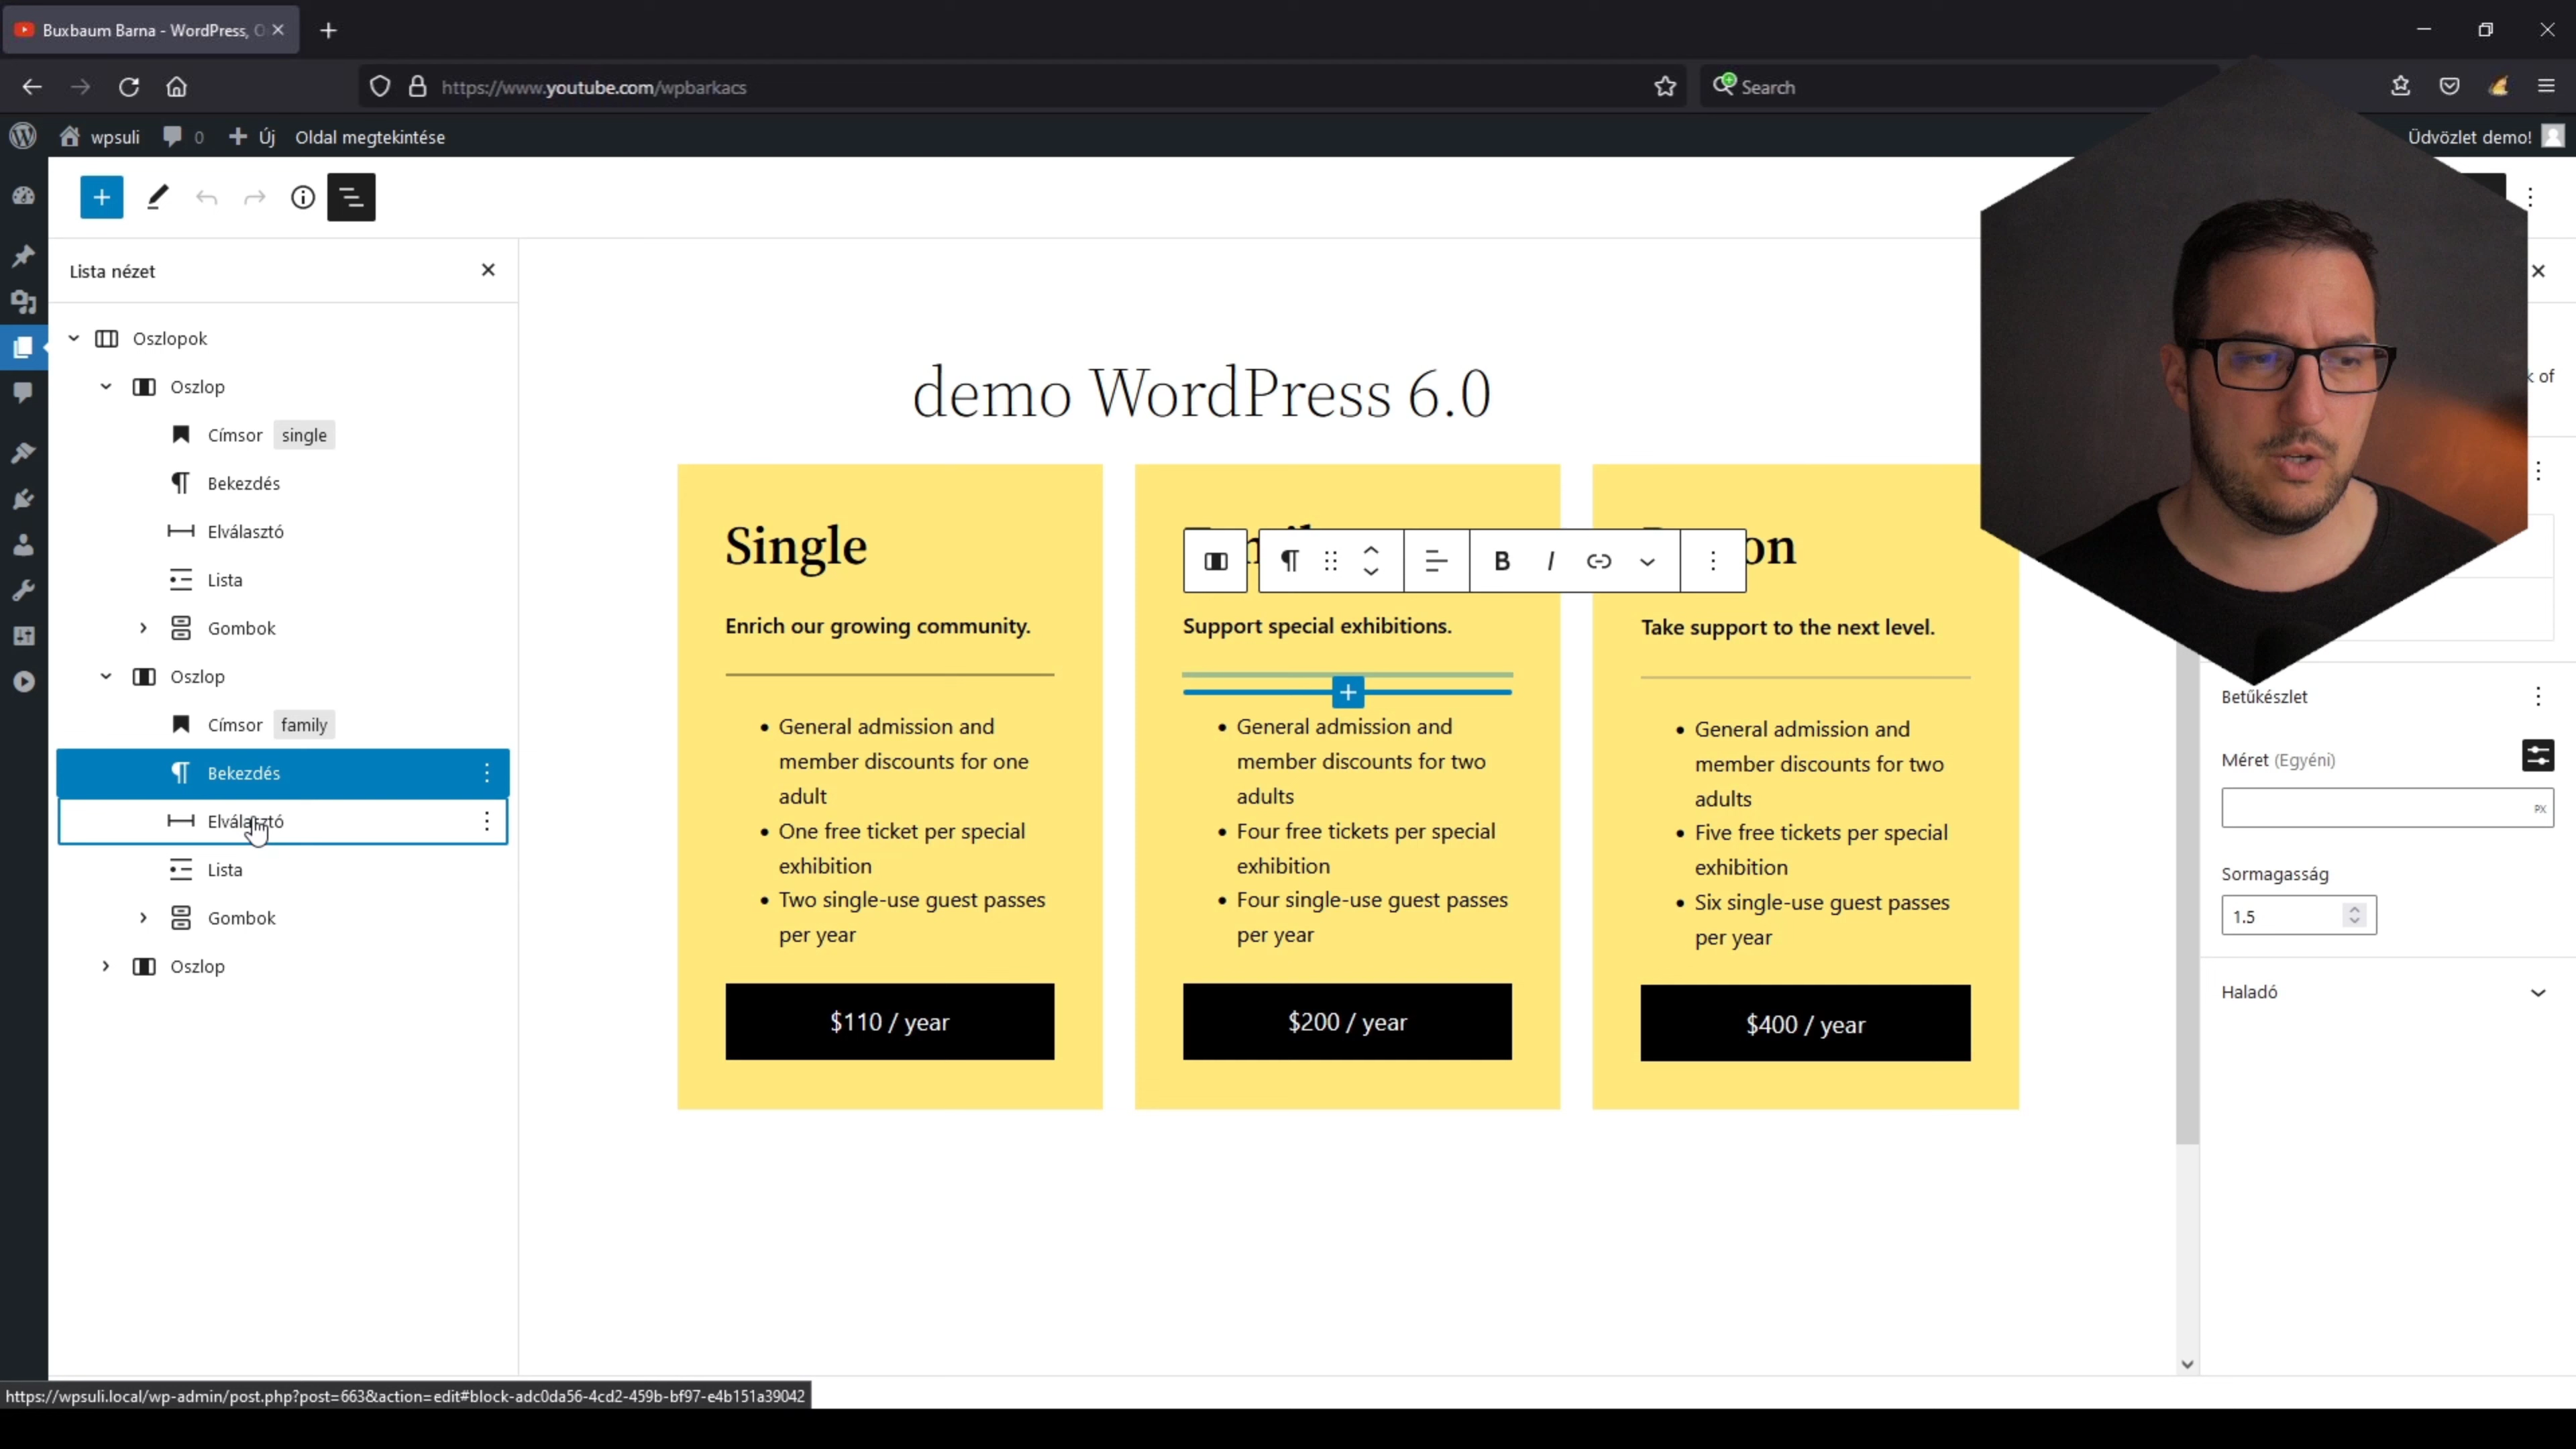 Buxbaum Barna - WordPress, O
https://www.youtube.com/wpbarkacs
Search
wpsuli
0
Új
Oldal megtekintése
Üdvözlet demo!
Lista nézet
Oszlopok
Oszlop
Címsor single
Bekezdés
Elválasztó
Lista
Gombok
Oszlop
Címsor family
Bekezdés
Elválasztó
Lista
Gombok
Oszlop
demo WordPress 6.0
Single
Enrich our growing community.
General admission and
member discounts for one
adult
One free ticket per special
exhibition
Two single-use guest passes
per year
$110 / year
B I
Support special exhibitions.
General admission and
member discounts for two
adults
Four free tickets per special
exhibition
Four single-use guest passes
per year
$200 / year
on
Take support to the next level.
General admission and
member discounts for two
adults
Five free tickets per special
exhibition
Six single-use guest passes
per year
$400 / year
of
Betűkészlet
Méret (Egyéni)
PX
Sormagasság
1.5
Haladó
https://wpsuli.local/wp-admin/post.php?post=663&action=edit#block-adc0da56-4cd2-459b-bf97-e4b151a39042